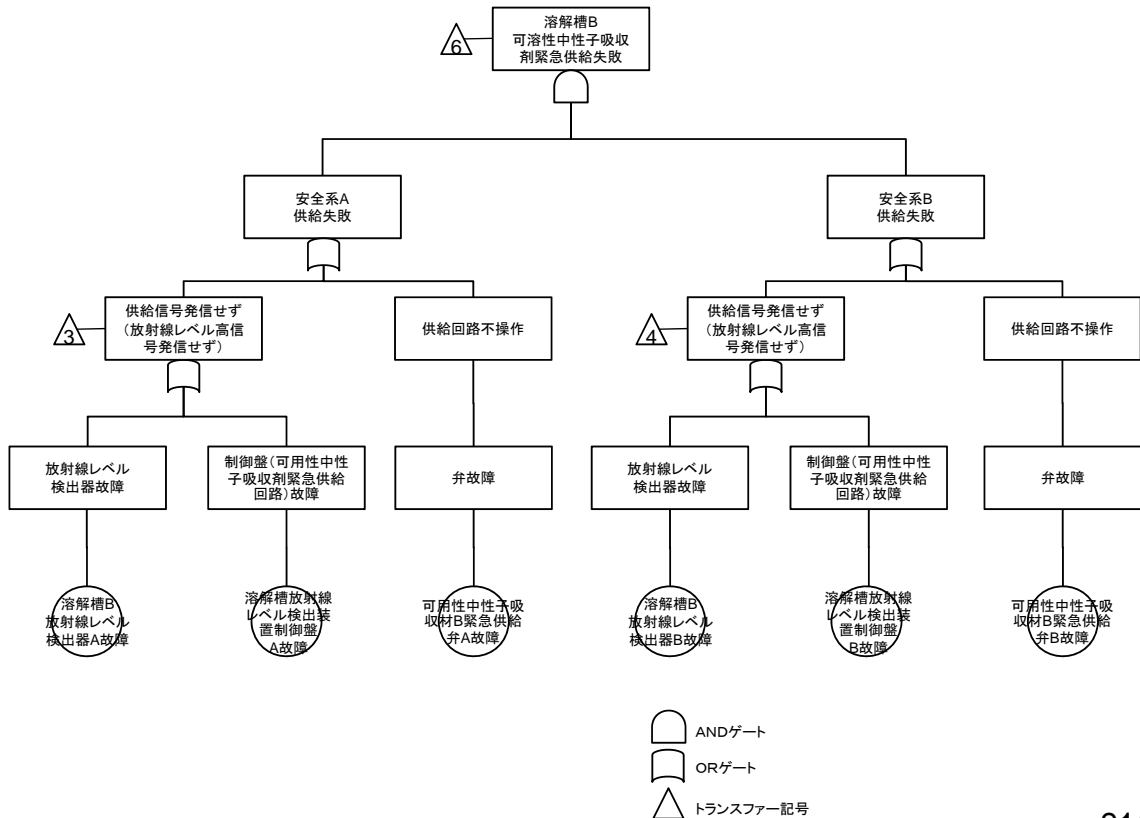 溶解槽B
可溶性中性子吸収
剤緊急供給失敗
6
安全系A
供給失敗
安全系B
供給失敗
供給信号発信せず
(放射線レベル高信
号発信せず)
3
供給回路不操作
供給信号発信せず
(放射線レベル高信
号発信せず)
4
供給回路不操作
放射線レベル
検出器故障
制御盤(可用性中性
子吸収剤緊急供給
回路)故障
弁故障
放射線レベル
検出器故障
制御盤(可用性中性
子吸収剤緊急供給
回路)故障
弁故障
溶解槽B
放射線レベル
検出器A故障
溶解槽放射線
レベル検出装
置制御盤
A故障
可用性中性子吸
収材B緊急供給
弁A故障
溶解槽B
放射線レベル
検出器B故障
溶解槽放射線
レベル検出装
置制御盤
B故障
可用性中性子吸
収材B緊急供給
弁B故障
ANDゲート
ORゲート
トランスファー記号